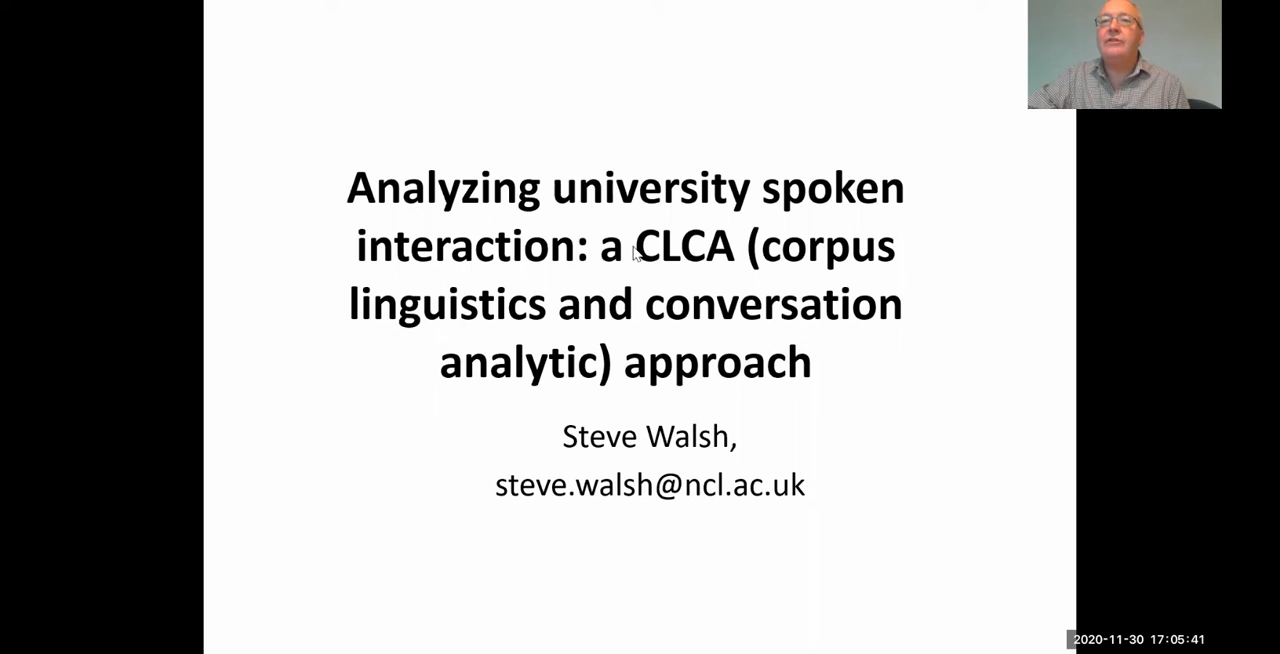 Analyzing university spoken
interaction: a CLCA (corpus
linguistics and conversation
analytic) approach
Steve Walsh,
steve.walsh@ncl.ac.uk
2020-11-30 17:05:41